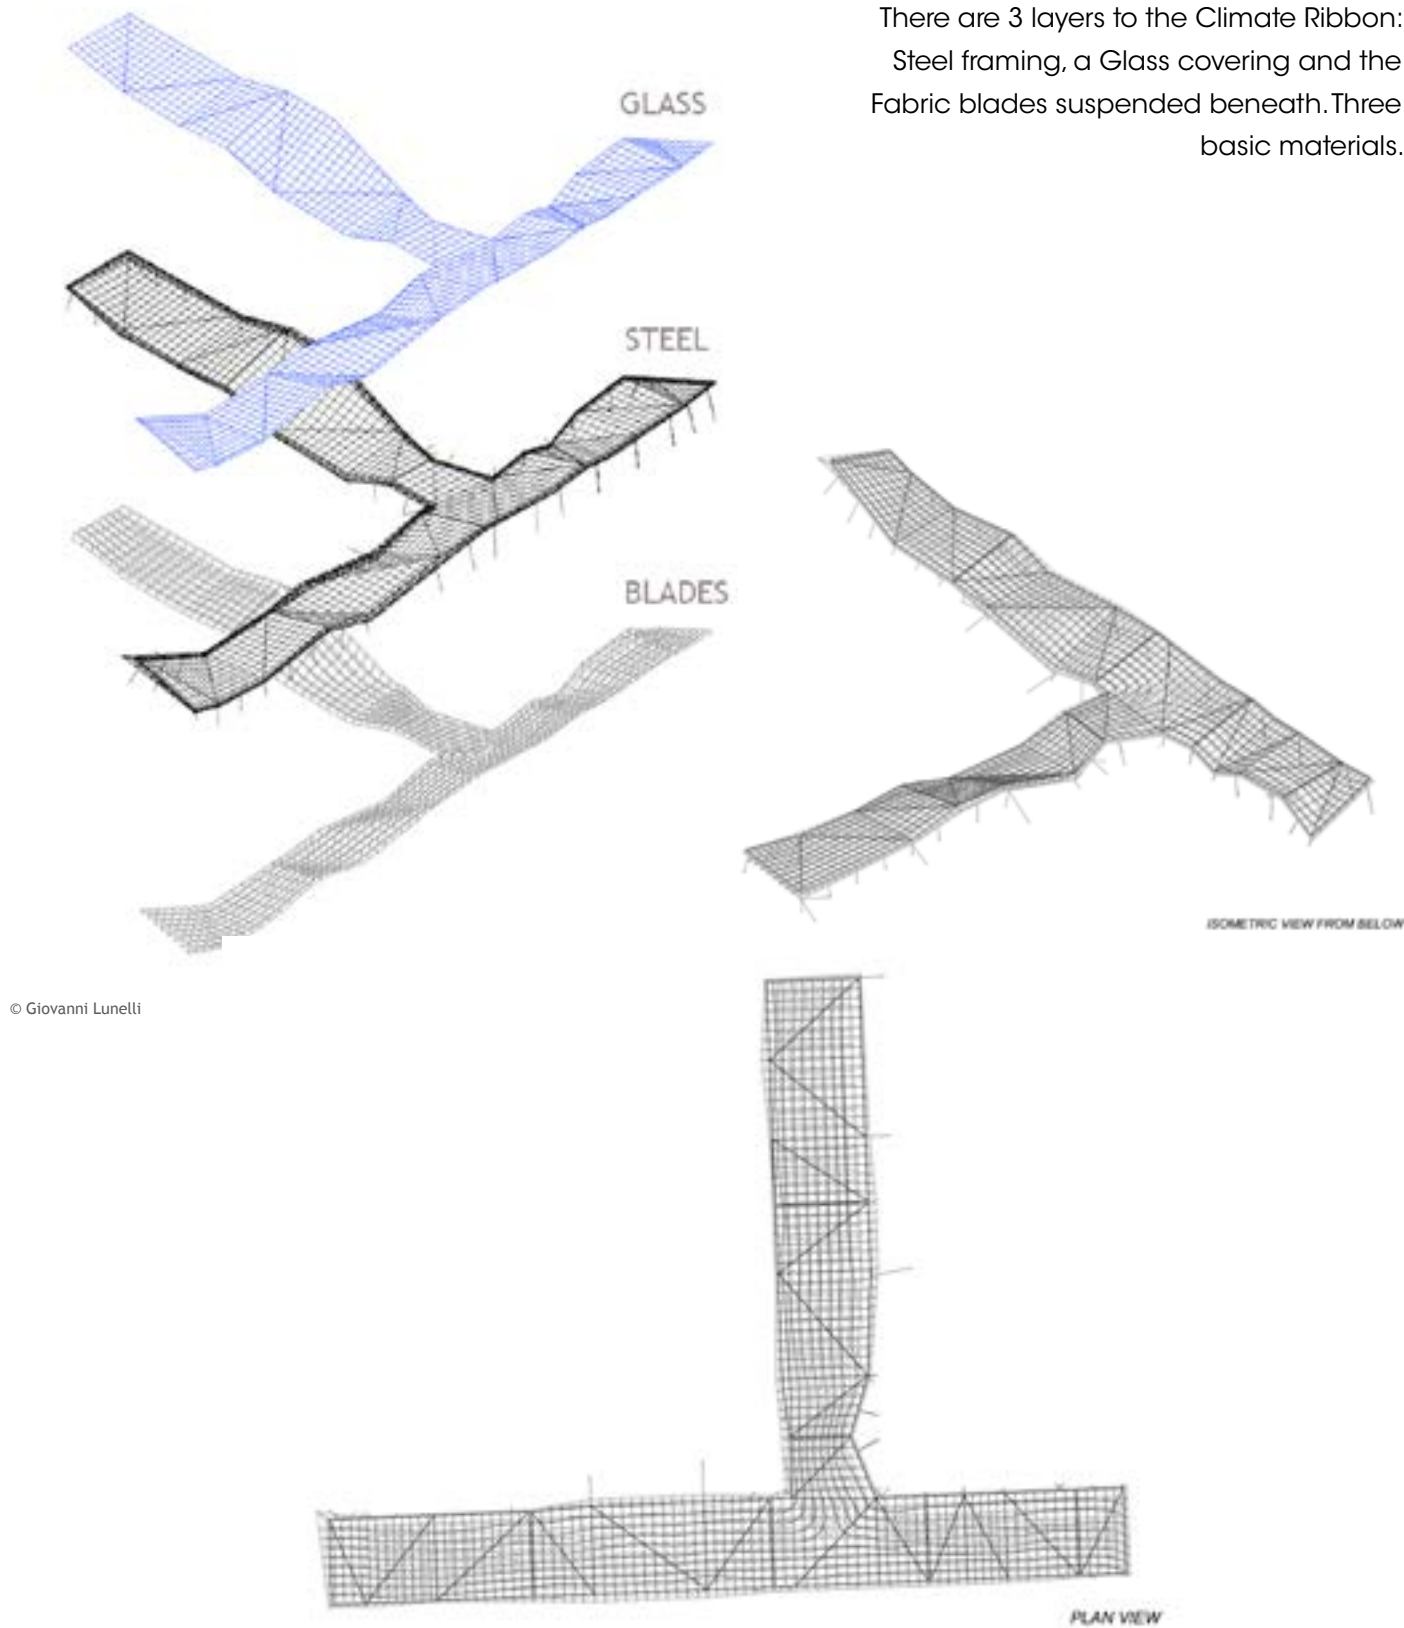 There are 3 layers to the Climate Ribbon:
Steel framing, a Glass covering and the
Fabric blades suspended beneath. Three
basic materials.
GLASS
STEEL
BLADES
ISOMETRIC VIEW FROM BELOW
© Giovanni Lunelli
PLAN VIEW